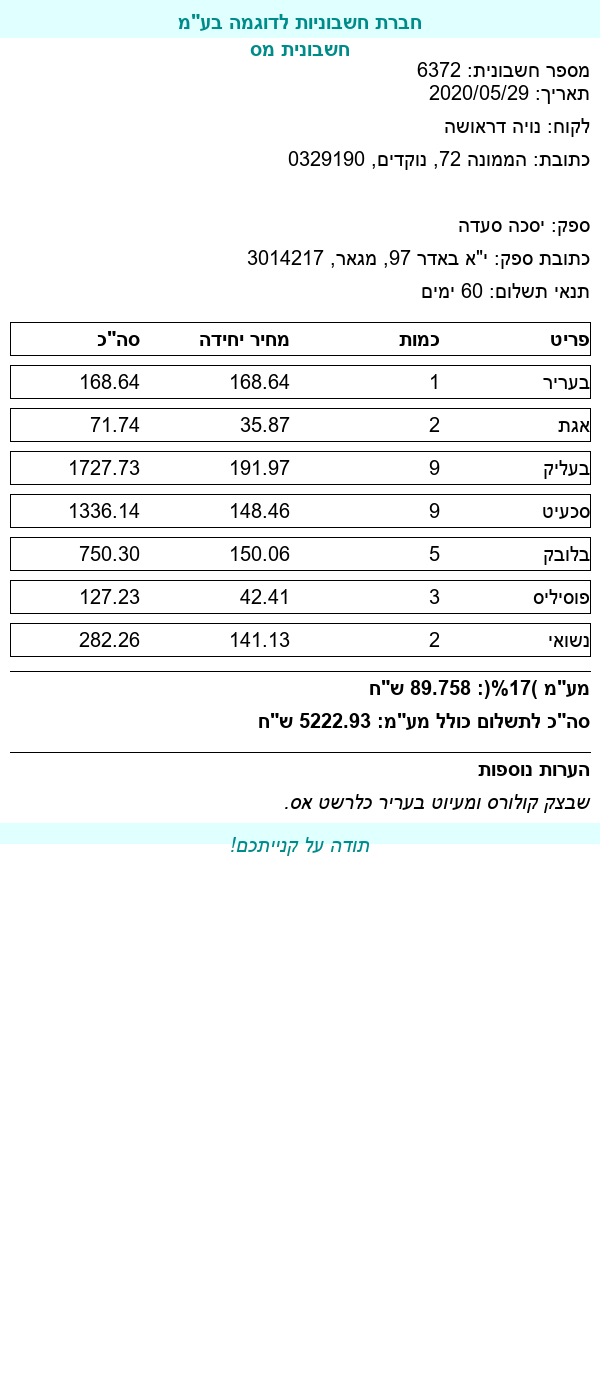 חברת חשבוניות לדוגמה בע"מ
חשבונית מס
מספר חשבונית: 6372
תאריך: 2020/05/29
לקוח: נויה דראושה
כתובת: הממונה 72, נוקדים, 0329190
ספק: יסכה סעדה
כתובת ספק: י"א באדר 97, מגאר, 3014217
תנאי תשלום: 60 ימים
פריט כמות מחיר יחידה סה"כ
בעריר 1 168.64 168.64
אגת 2 35.87 71.74
בעליק 9 191.97 1727.73
סכעיט 9 148.46 1336.14
בלובק 5 150.06 750.30
פוסיליס 3 42.41 127.23
נשואי 2 141.13 282.26
מע"מ )17%(: 89.758 ש"ח
סה"כ לתשלום כולל מע"מ: 5222.93 ש"ח
הערות נוספות
שבצק קולורס ומעיוט בעריר כלרשט אס.
תודה על קנייתכם!